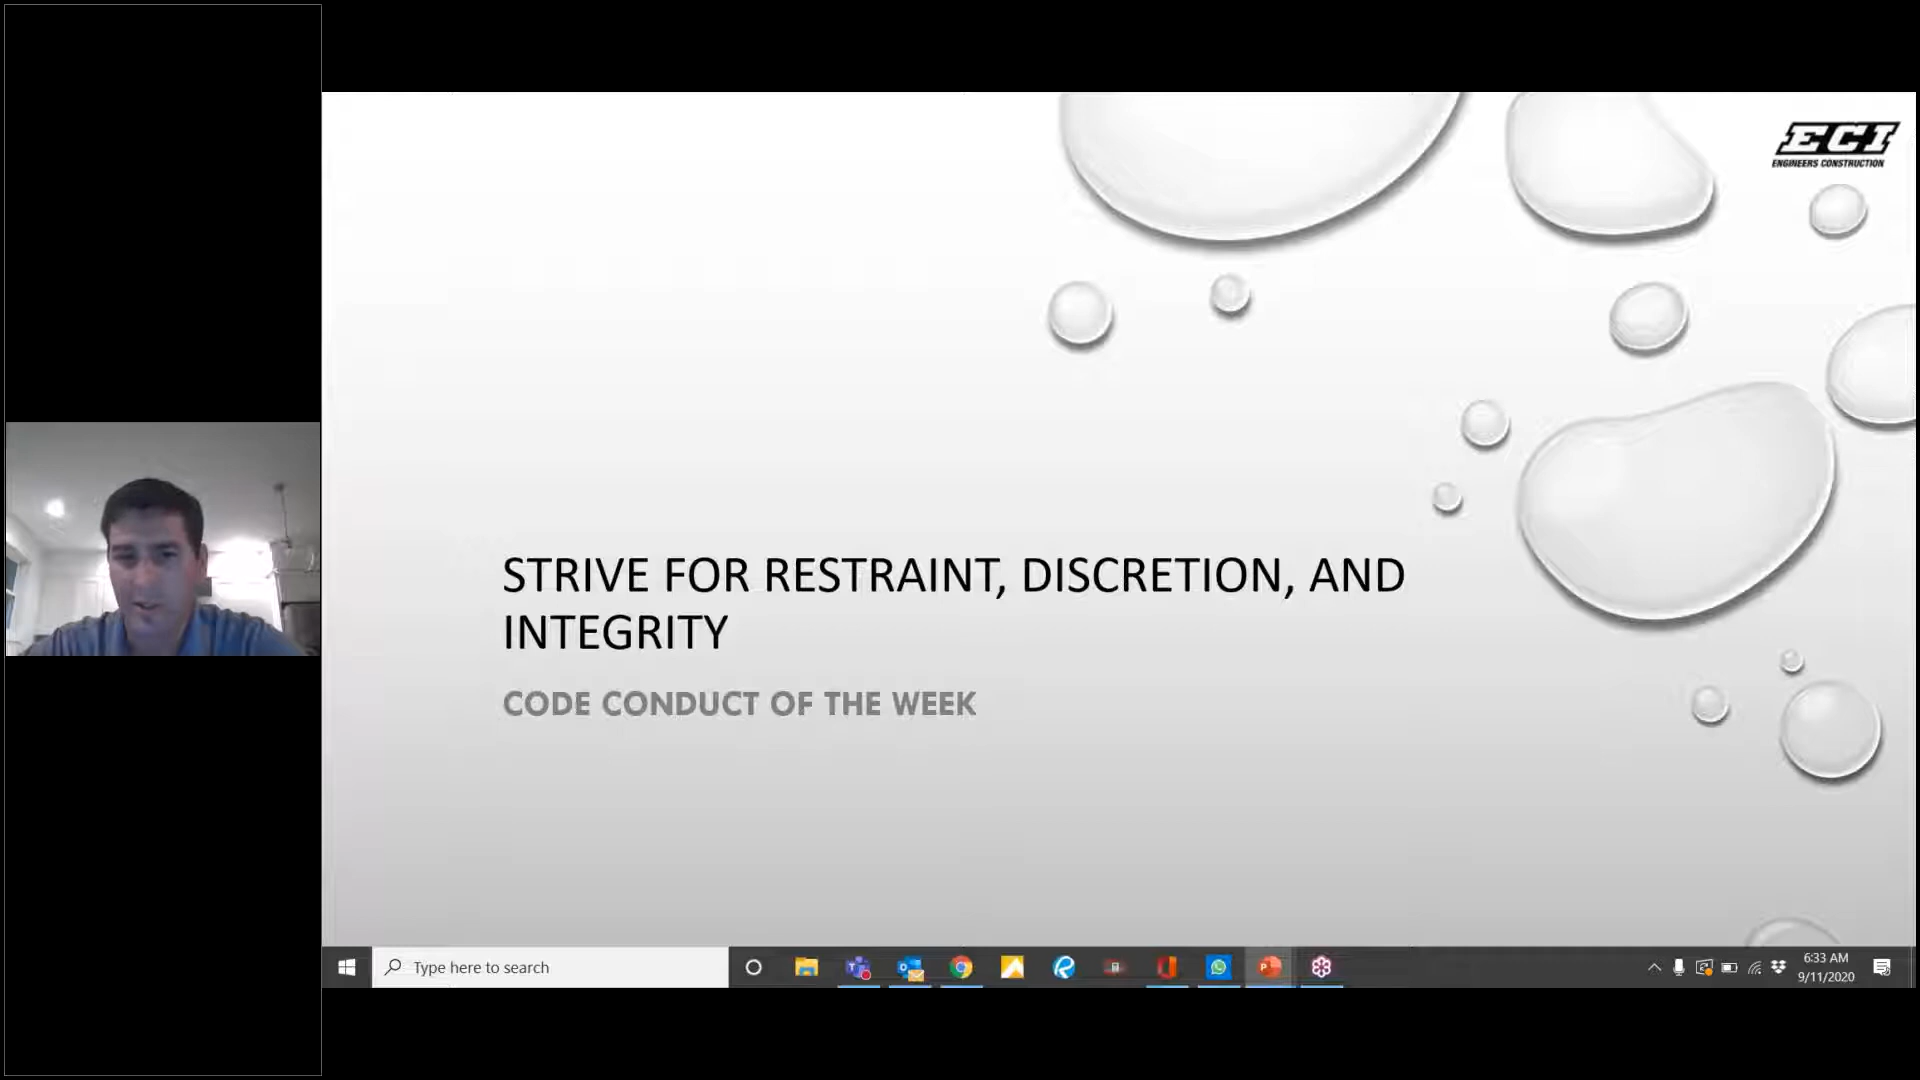 ECI
ENGINEERS CONSTRUCTION
STRIVE FOR RESTRAINT, DISCRETION, AND
INTEGRITY
CODE CONDUCT OF THE WEEK
Type here to search
6:33 AM
9/11/2020